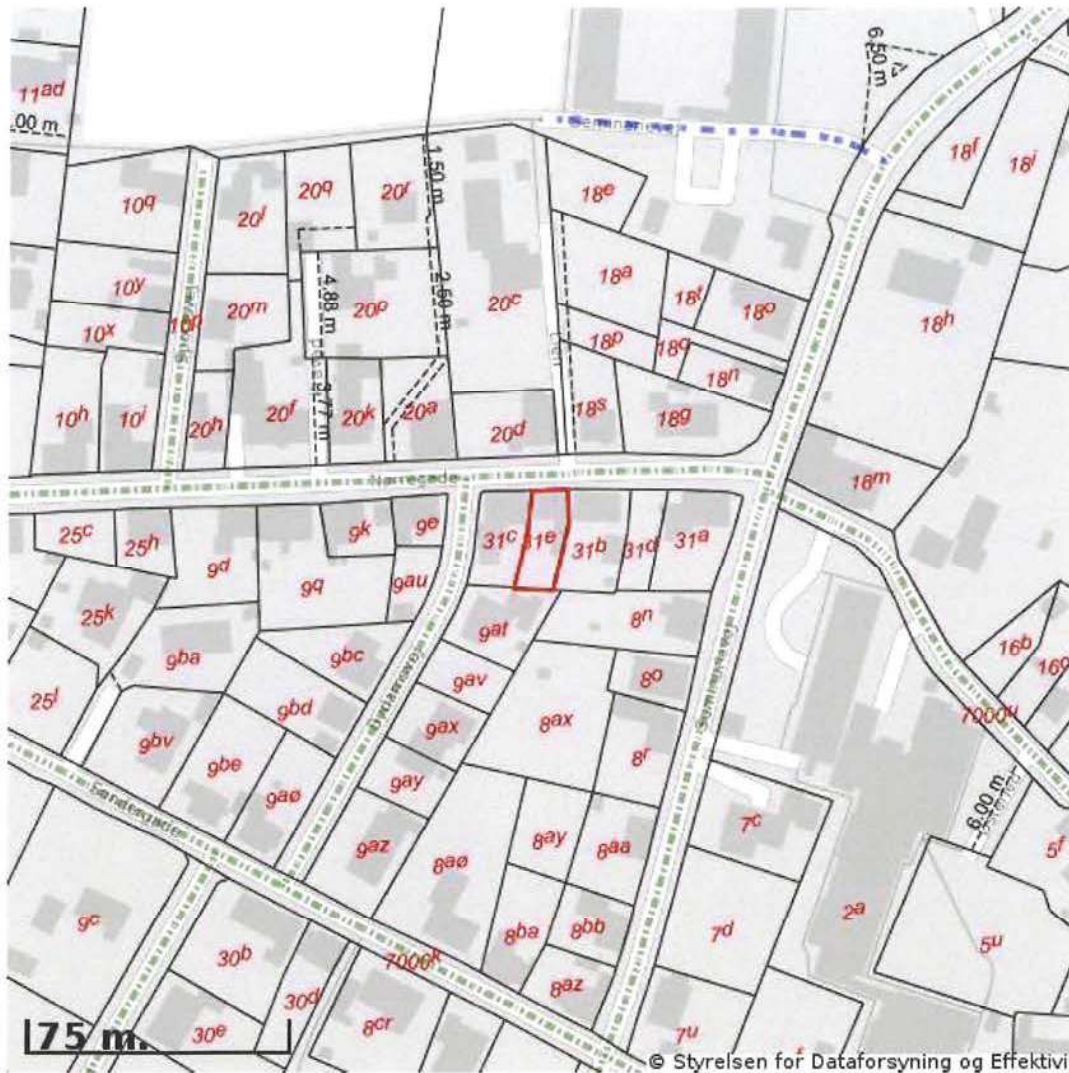 11ad
.00 m
6.50 m
Seminarievej
18f
18i
10q
20l
20q
20r
1.50 m
18e
10y
20m
4.88 m
20p
2.50 m
20c
18a
18t
18o
18h
10x
10p
18p
18q
18n
10h
10i
20h
20f
3.77 m
20k
20a
20d
18s
18g
18m
Nørregade
25c
25h
9d
9k
9e
31c
31e
31b
31d
31a
9q
9au
25k
9ba
9bc
9at
8n
16b
25l
9bd
9av
8o
7000u
9bv
9be
9aø
9ax
8ax
8r
9ay
Søndergade
9az
8aø
8ay
8aa
7c
6.00 m
5f
9c
30b
7000k
8ba
8bb
7d
2a
5u
30d
30e
8cr
8az
7u
75 m.
© Styrelsen for Dataforsyning og Effektivi